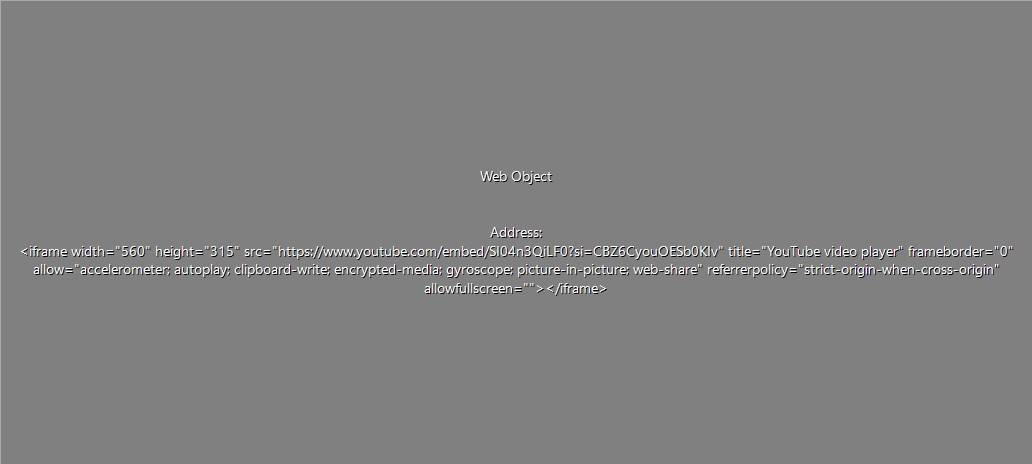 Web Object
Address:
<iframe width="560" height="315" src="https://www.youtube.com/embed/Sl04n3QiLF0?si=CBZ6CyouOESb0Klv" title="YouTube video player" frameborder="0"
allow="accelerometer; autoplay; clipboard-write; encrypted-media; gyroscope; picture-in-picture; web-share" referrerpolicy="strict-origin-when-cross-origin"
allowfullscreen=""></iframe>